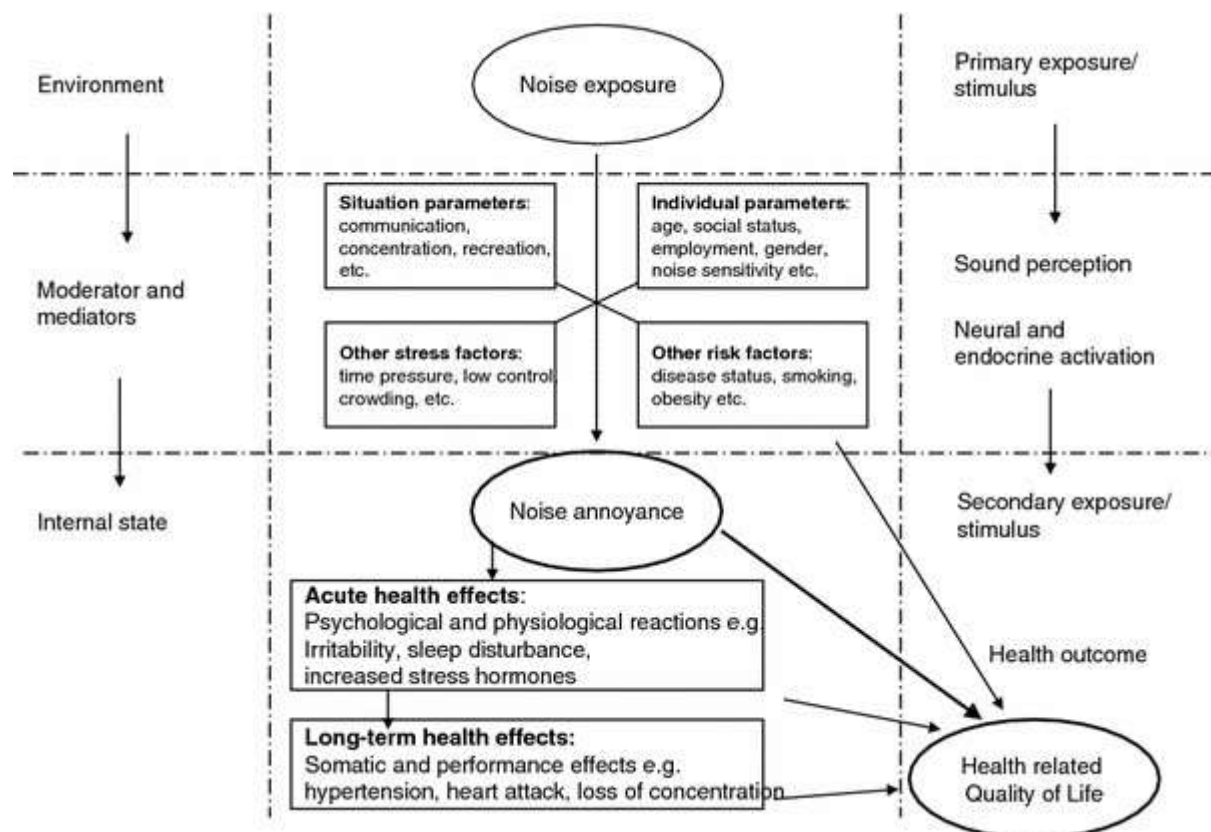 Environment
Noise exposure
Primary exposure/
stimulus
Situation parameters:
communication,
concentration, recreation,
etc.
Individual parameters:
age, social status,
employment, gender,
noise sensitivity etc.
Moderator and
mediators
Sound perception
Neural and
endocrine activation
Other stress factors:
time pressure, low control
crowding, etc.
Other risk factors:
disease status, smoking,
obesity etc.
Internal state
Noise annoyance
Secondary exposure/
stimulus
Acute health effects:
Psychological and physiological reactions e.g.
Irritability, sleep disturbance,
increased stress hormones
Health outcome
Long-term health effects:
Somatic and performance effects e.g.
hypertension, heart attack, loss of concentration
Health related
Quality of Life